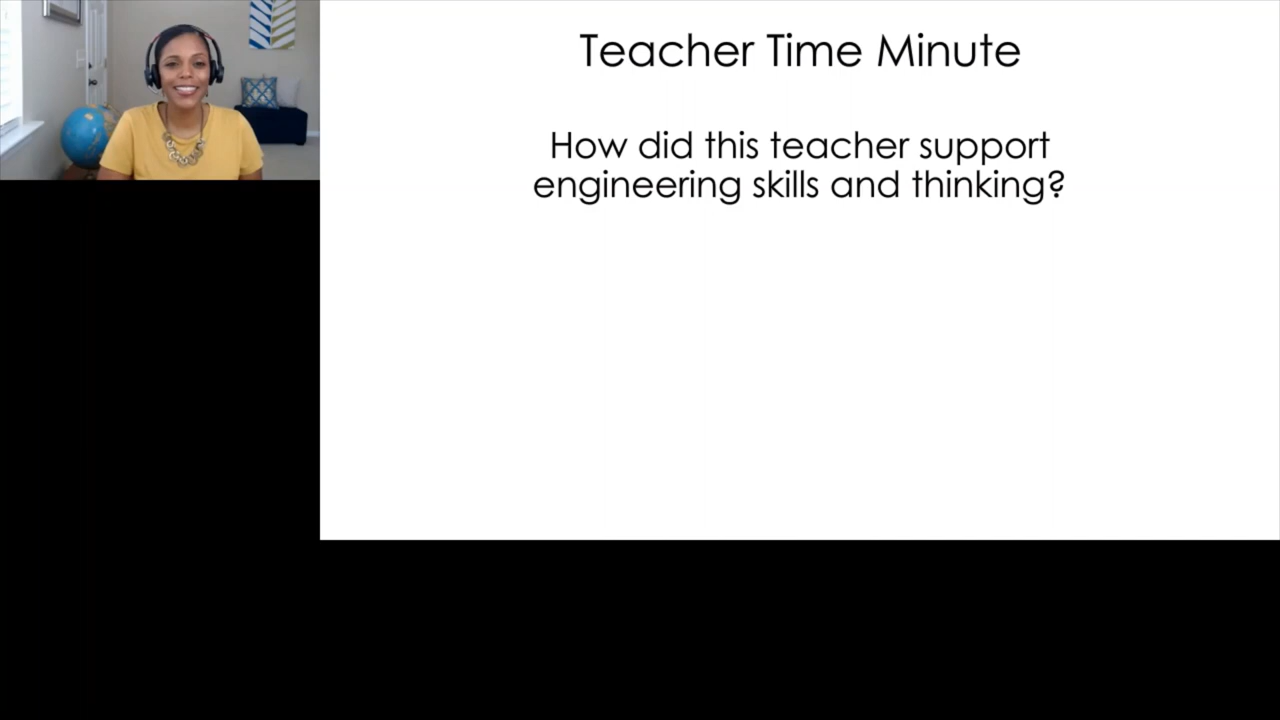 Teacher Time Minute
How did this teacher support
engineering skills and thinking?